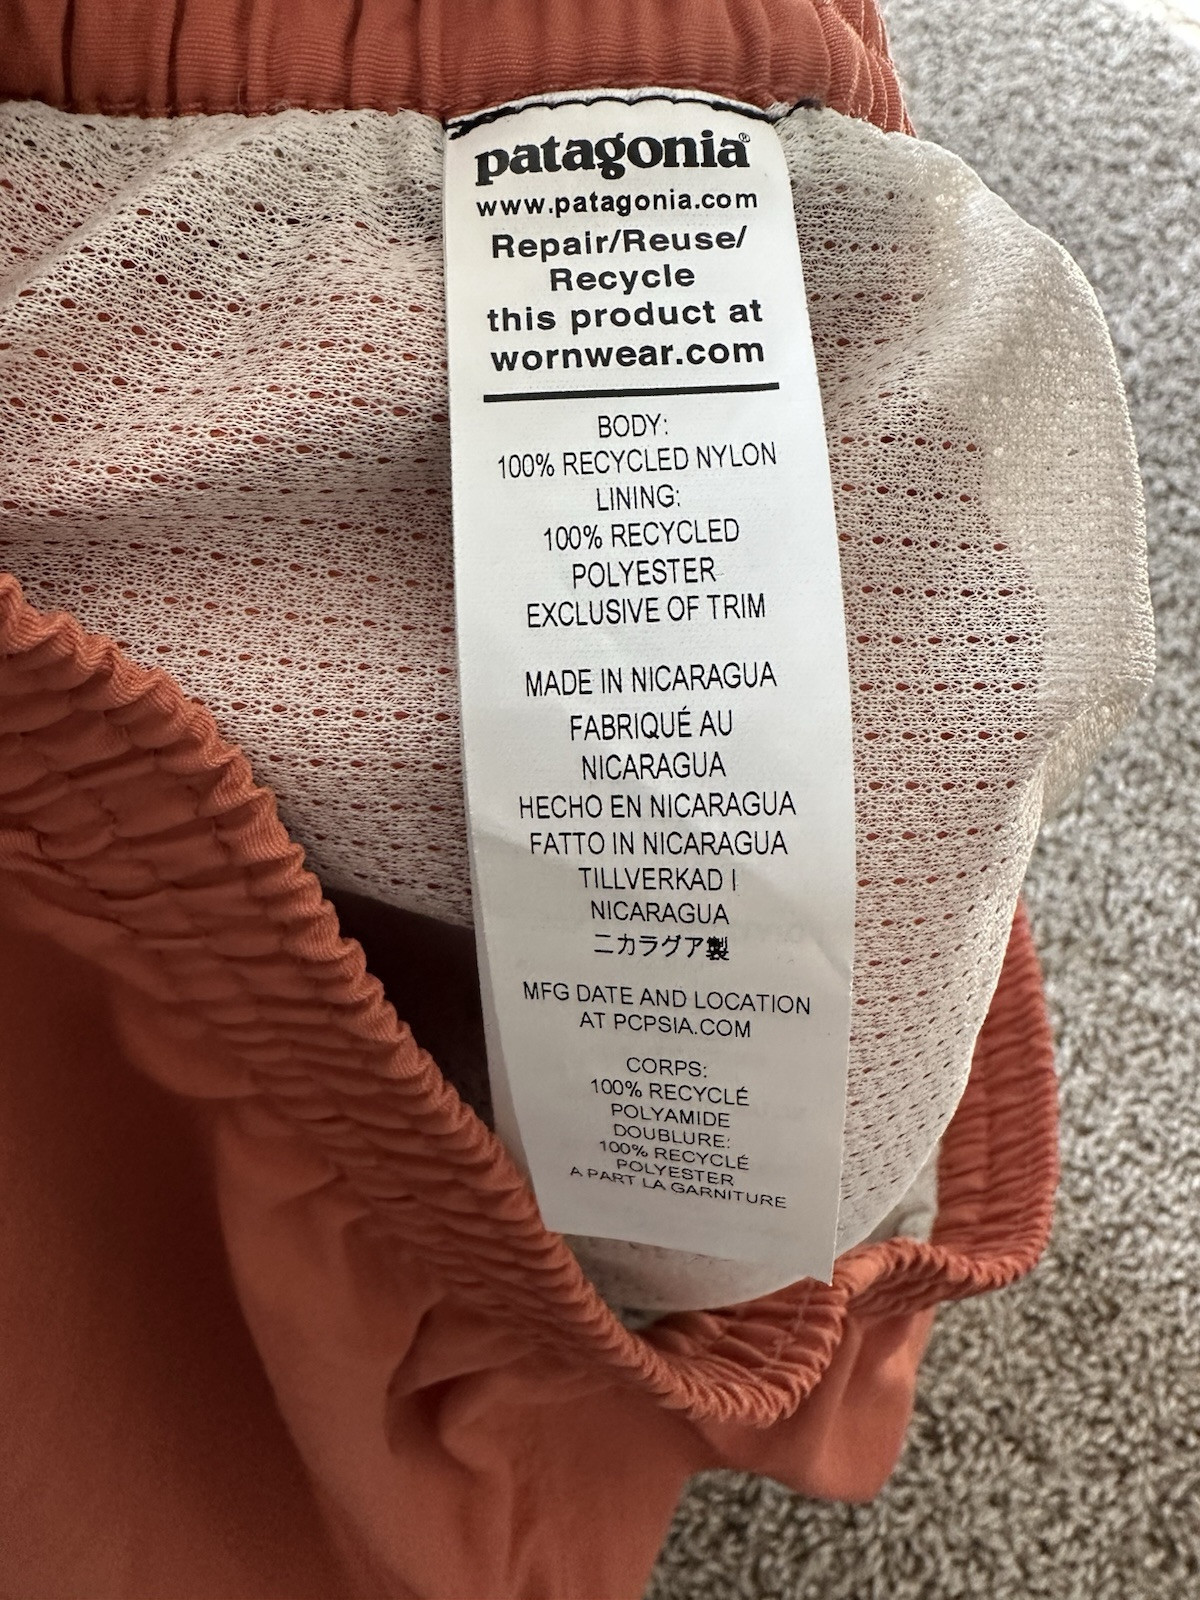 patagonia®
www.patagonia.com
Repair/Reuse/
Recycle
this product at
wornwear.com
BODY:
100% RECYCLED NYLON
LINING:
100% RECYCLED
POLYESTER
EXCLUSIVE OF TRIM
MADE IN NICARAGUA
FABRIQUÉ AU
NICARAGUA
HECHO EN NICARAGUA
FATTO IN NICARAGUA
TILLVERKAD I
NICARAGUA
ニカラグア製
MFG DATE AND LOCATION
AT PCPSIA.COM
CORPS:
100% RECYCLÉ
POLYAMIDE
DOUBLURE:
100% RECYCLÉ
POLYESTER
A PART LA GARNITURE